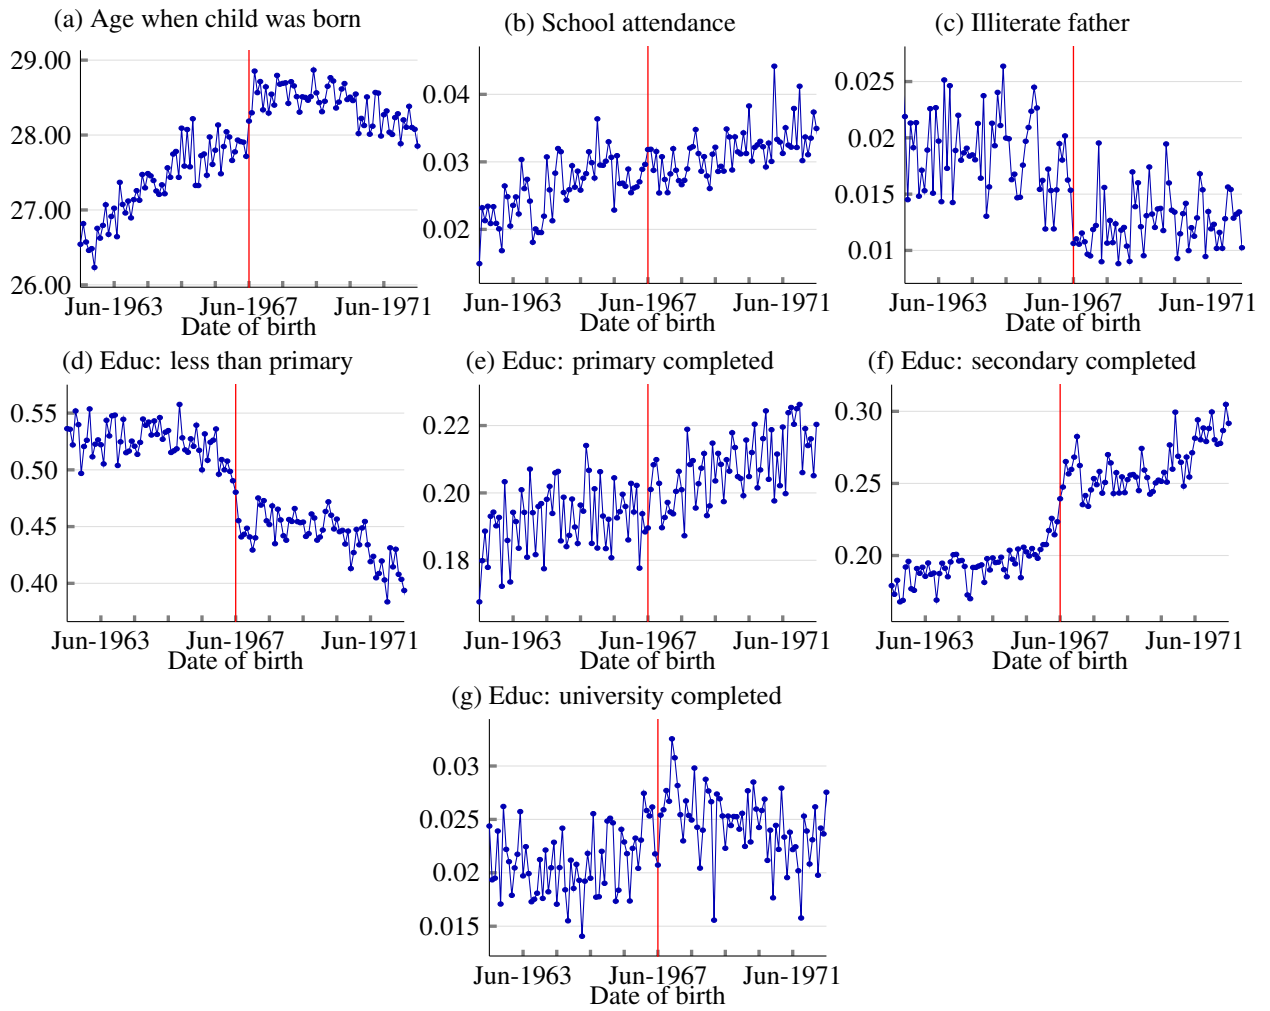 (a) Age when child was born
29.00
28.00
27.00
26.00
Jun-1963 Jun-1967 Jun-1971
Date of birth
(b) School attendance
0.04
0.03
0.02
Jun-1963 Jun-1967 Jun-1971
Date of birth
(c) Illiterate father
0.025
0.02
0.015
0.01
Jun-1963 Jun-1967 Jun-1971
Date of birth
(d) Educ: less than primary
0.55
0.50
0.45
0.40
Jun-1963 Jun-1967 Jun-1971
Date of birth
(e) Educ: primary completed
0.22
0.20
0.18
Jun-1963 Jun-1967 Jun-1971
Date of birth
(f) Educ: secondary completed
0.30
0.25
0.20
Jun-1963 Jun-1967 Jun-1971
Date of birth
(g) Educ: university completed
0.03
0.025
0.02
0.015
Jun-1963 Jun-1967 Jun-1971
Date of birth